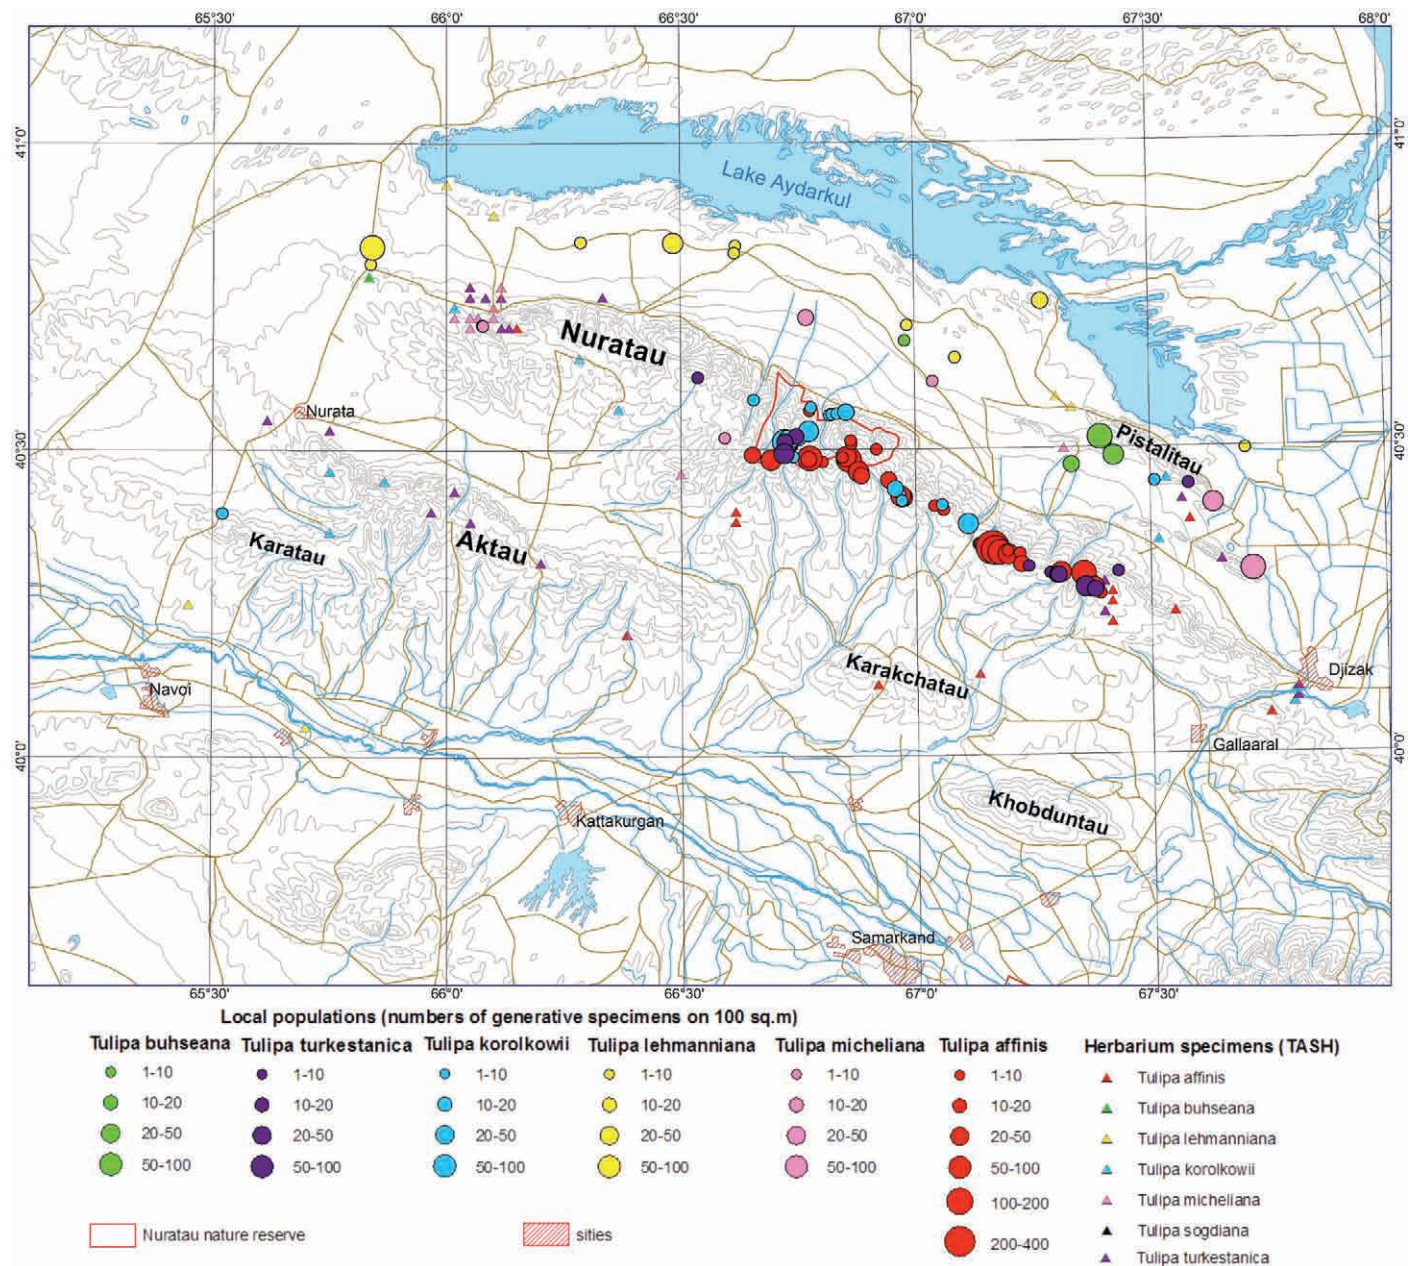 65°30' 66°0' 66°30' 67°0' 67°30' 68°0'
41°0' 41°0'
Lake Aydarkul
Nuratau
Nurata
Pistalitau
40°30' 40°30'
Karatau
Aktau
Karakchatau
Djizak
Navoi
Gallaaral
40°0' 40°0'
Khobduntau
Kattakurgan
Samarkand
65°30' 66°0' 66°30' 67°0' 67°30'
Local populations (numbers of generative specimens on 100 sq.m)
Tulipa buhseana Tulipa turkestanica Tulipa korolkowii Tulipa lehmanniana Tulipa micheliana Tulipa affinis Herbarium specimens (TASH)
1-10 1-10 1-10 1-10 1-10 1-10 Tulipa affinis
10-20 10-20 10-20 10-20 10-20 10-20 Tulipa buhseana
20-50 20-50 20-50 20-50 20-50 20-50 Tulipa lehmanniana
50-100 50-100 50-100 50-100 50-100 50-100 Tulipa korolkowii
100-200 Tulipa micheliana
Nuratau nature reserve sities 200-400 Tulipa sogdiana
Tulipa turkestanica